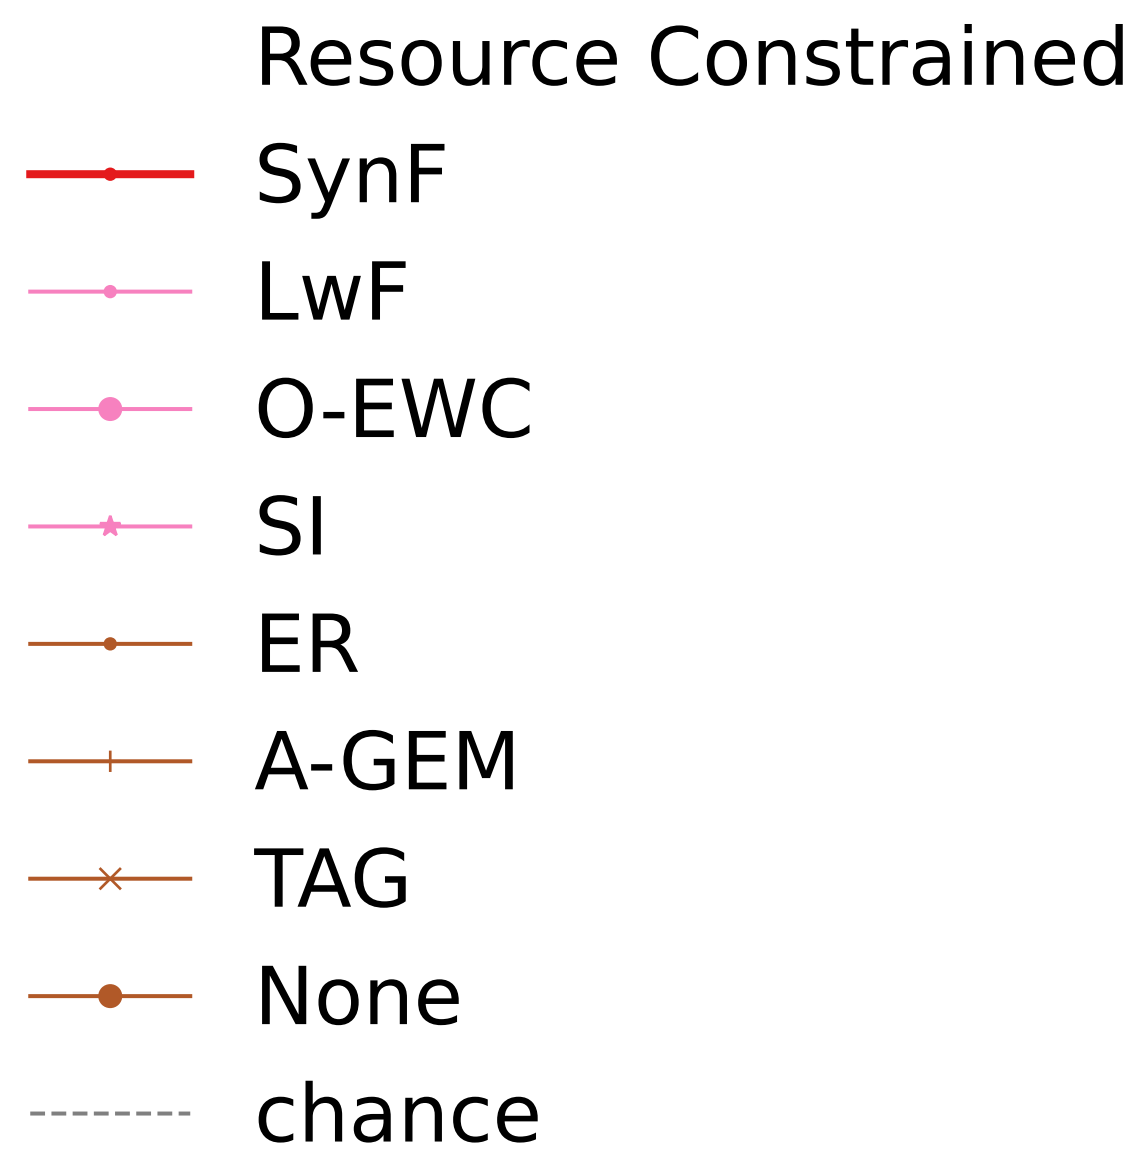 Resource Constrained
SynF
LwF
O-EWC
SI
ER
A-GEM
TAG
None
chance